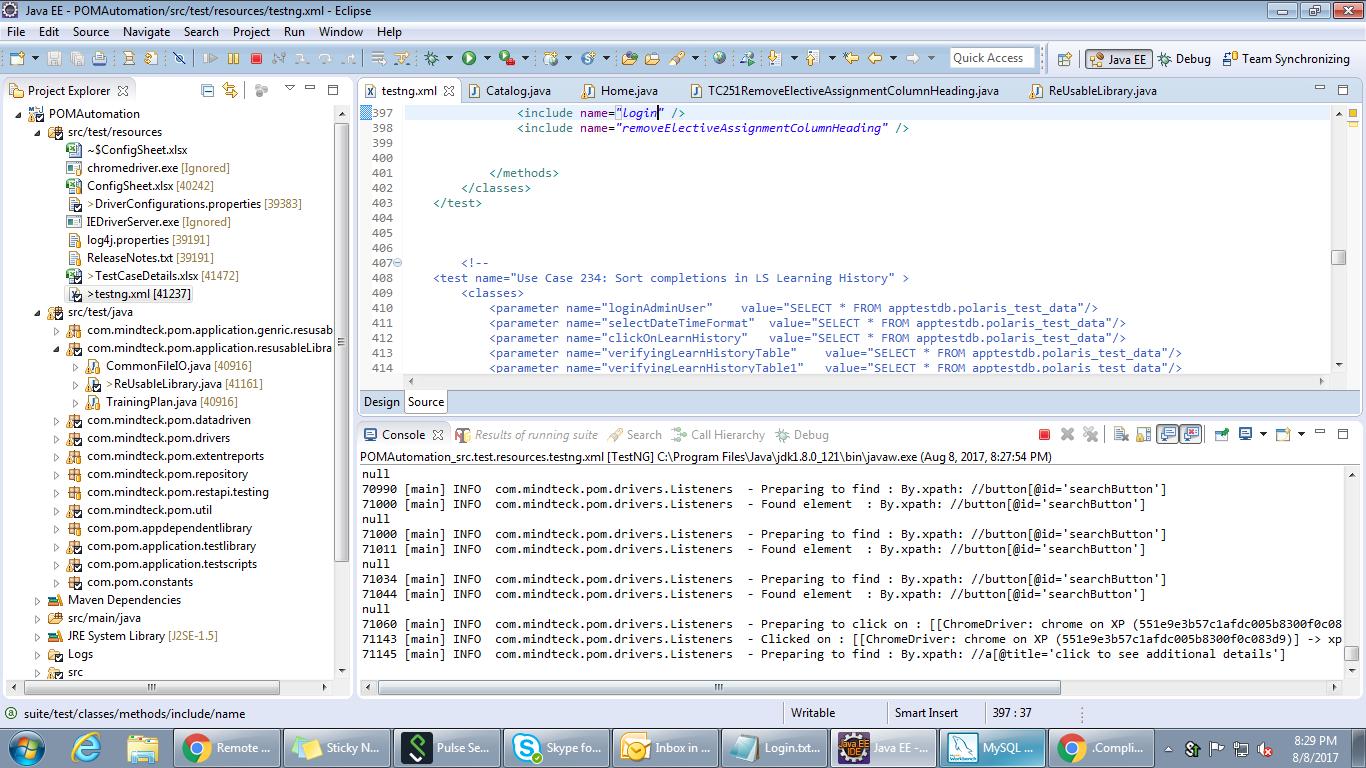 Java EE - POMAutomation/src/test/resources/testng.xml - Eclipse
File Edit Source Navigate Search Project Run Window Help
Quick Access
Java EE
Debug
Team Synchronizing
Project Explorer
POMAutomation
src/test/resources
~$ConfigSheet.xlsx
chromedriver.exe [Ignored]
ConfigSheet.xlsx [40242]
>DriverConfigurations.properties [39383]
IEDriverServer.exe [Ignored]
log4j.properties [39191]
ReleaseNotes.txt [39191]
>TestCaseDetails.xlsx [41472]
>testng.xml [41237]
src/test/java
com.mindteck.pom.application.genric.resusab
com.mindteck.pom.application.resusableLibra
CommonFileIO.java [40916]
>ReUsableLibrary.java [41161]
TrainingPlan.java [40916]
com.mindteck.pom.datadriven
com.mindteck.pom.drivers
com.mindteck.pom.extentreports
com.mindteck.pom.repository
com.mindteck.pom.restapi.testing
com.mindteck.pom.util
com.pom.appdependentlibrary
com.pom.application.testlibrary
com.pom.application.testscripts
com.pom.constants
Maven Dependencies
src/main/java
JRE System Library [J2SE-1.5]
Logs
src
testng.xml
Catalog.java
Home.java
TC251RemoveElectiveAssignmentColumnHeading.java
ReUsableLibrary.java
397 <include name="login" />
398 <include name="removeElectiveAssignmentColumnHeading" />
399
400
401 </methods>
402 </classes>
403 </test>
404
405
406
407 <!--
408 <test name="Use Case 234: Sort completions in LS Learning History" >
409 <classes>
410 <parameter name="loginAdminUser" value="SELECT * FROM apptestdb.polaris_test_data"/>
411 <parameter name="selectDateTimeFormat" value="SELECT * FROM apptestdb.polaris_test_data"/>
412 <parameter name="clickOnLearnHistory" value="SELECT * FROM apptestdb.polaris_test_data"/>
413 <parameter name="verifyingLearnHistoryTable" value="SELECT * FROM apptestdb.polaris_test_data"/>
414 <parameter name="verifyingLearnHistoryTable1" value="SELECT * FROM apptestdb.polaris_test_data"/>
Design Source
Console
Results of running suite
Search
Call Hierarchy
Debug
POMAutomation_src.test.resources.testng.xml [TestNG] C:\Program Files\Java\jdk1.8.0_121\bin\javaw.exe (Aug 8, 2017, 8:27:54 PM)
null
70990 [main] INFO com.mindteck.pom.drivers.Listeners - Preparing to find : By.xpath: //button[@id='searchButton']
71000 [main] INFO com.mindteck.pom.drivers.Listeners - Found element : By.xpath: //button[@id='searchButton']
null
71000 [main] INFO com.mindteck.pom.drivers.Listeners - Preparing to find : By.xpath: //button[@id='searchButton']
71011 [main] INFO com.mindteck.pom.drivers.Listeners - Found element : By.xpath: //button[@id='searchButton']
null
71034 [main] INFO com.mindteck.pom.drivers.Listeners - Preparing to find : By.xpath: //button[@id='searchButton']
71044 [main] INFO com.mindteck.pom.drivers.Listeners - Found element : By.xpath: //button[@id='searchButton']
null
71060 [main] INFO com.mindteck.pom.drivers.Listeners - Preparing to click on : [[ChromeDriver: chrome on XP (551e9e3b57c1afdc005b8300f0c08
71143 [main] INFO com.mindteck.pom.drivers.Listeners - Clicked on : [[ChromeDriver: chrome on XP (551e9e3b57c1afdc005b8300f0c083d9)] -> xp
71145 [main] INFO com.mindteck.pom.drivers.Listeners - Preparing to find : By.xpath: //a[@title='click to see additional details']
suite/test/classes/methods/include/name
Writable
Smart Insert
397 : 37
Remote ...
Sticky N...
Pulse Se...
Skype fo...
Inbox in ...
Login.txt...
Java EE IDE
Java EE -...
MySQL Workbench
MySQL ...
.Compli...
8:29 PM
8/8/2017